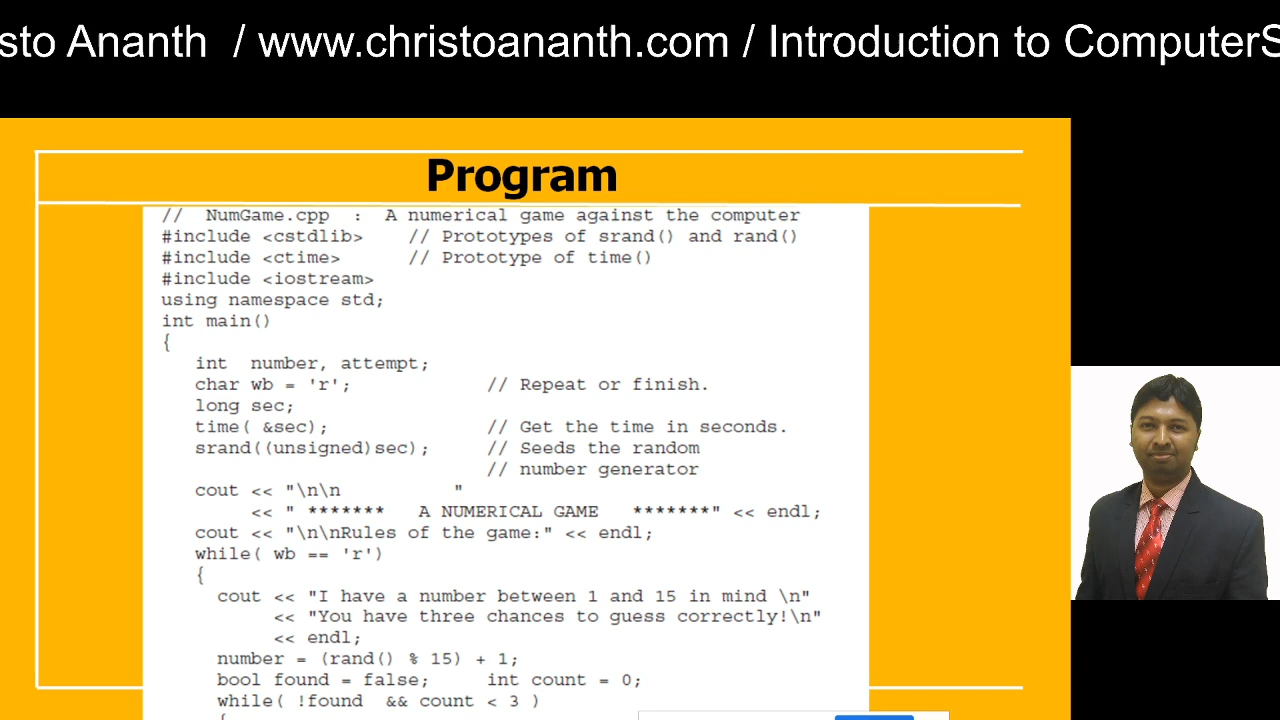 sto Ananth / www.christoananth.com / Introduction to ComputerS
Program
// NumGame.cpp : A numerical game against the computer
#include <cstdlib> // Prototypes of srand() and rand()
#include <ctime> // Prototype of time()
#include <iostream>
using namespace std;
int main()
{
int number, attempt;
char wb = 'r'; // Repeat or finish.
long sec;
time( &sec); // Get the time in seconds.
srand((unsigned)sec); // Seeds the random
// number generator
cout << "\n\n "
<< " ******* A NUMERICAL GAME *******" << endl;
cout << "\n\nRules of the game:" << endl;
while( wb == 'r')
{
cout << "I have a number between 1 and 15 in mind \n"
<< "You have three chances to guess correctly!\n"
<< endl;
number = (rand() % 15) + 1;
bool found = false; int count = 0;
while( !found && count < 3 )
{